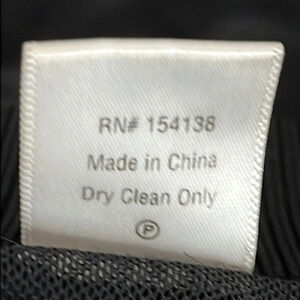 RN# 154138
Made in China
Dry Clean Only
Ⓟ